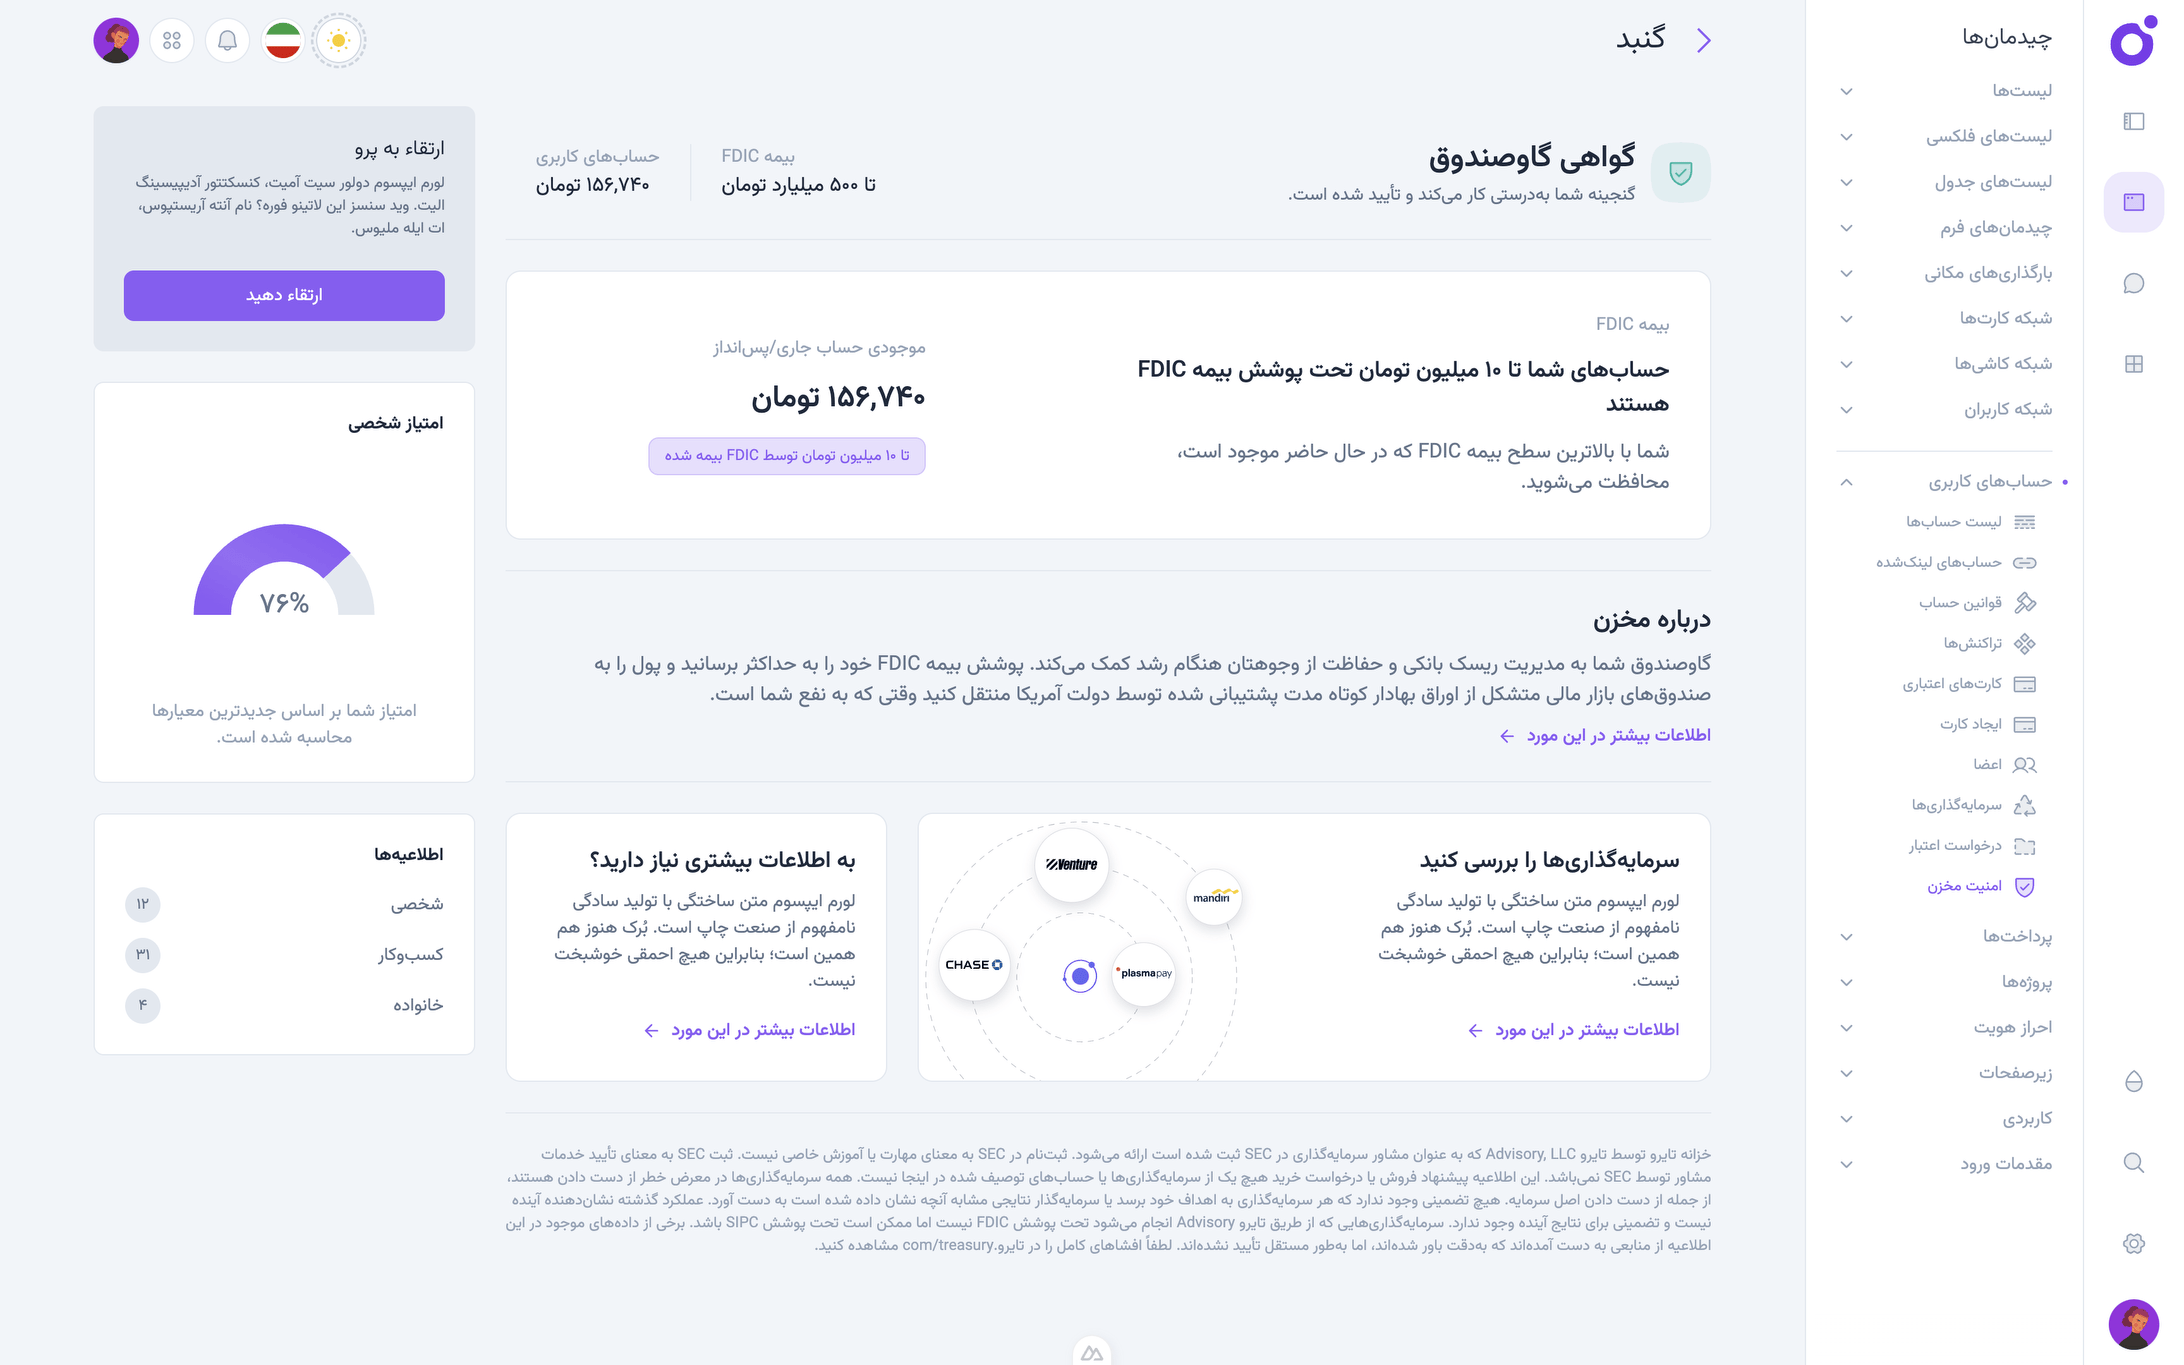 چیدمان‌ها
لیست‌ها
لیست‌های فلکسی
لیست‌های جدول
چیدمان‌های فرم
بارگذاری‌های مکانی
شبکه کارت‌ها
شبکه کاشی‌ها
شبکه کاربران
حساب‌های کاربری
لیست حساب‌ها
حساب‌های لینک‌شده
قوانین حساب
تراکنش‌ها
کارت‌های اعتباری
ایجاد کارت
اعضا
سرمایه‌گذاری‌ها
درخواست اعتبار
امنیت مخزن
پرداخت‌ها
پروژه‌ها
احراز هویت
زیرصفحات
کاربردی
مقدمات ورود
گنبد
گواهی گاوصندوق
گنجینه شما به‌درستی کار می‌کند و تأیید شده است.
بیمه FDIC
تا ۵۰۰ میلیارد تومان
حساب‌های کاربری
۱۵۶,۷۴۰ تومان
بیمه FDIC
حساب‌های شما تا ۱۰ میلیون تومان تحت پوشش بیمه FDIC
هستند
شما با بالاترین سطح بیمه FDIC که در حال حاضر موجود است،
محافظت می‌شوید.
موجودی حساب جاری/پس‌انداز
۱۵۶,۷۴۰ تومان
تا ۱۰ میلیون تومان توسط FDIC بیمه شده
درباره مخزن
گاوصندوق شما به مدیریت ریسک بانکی و حفاظت از وجوهتان هنگام رشد کمک می‌کند. پوشش بیمه FDIC خود را به حداکثر برسانید و پول را به
صندوق‌های بازار مالی متشکل از اوراق بهادار کوتاه مدت پشتیبانی شده توسط دولت آمریکا منتقل کنید وقتی که به نفع شما است.
اطلاعات بیشتر در این مورد
سرمایه‌گذاری‌ها را بررسی کنید
لورم ایپسوم متن ساختگی با تولید سادگی
نامفهوم از صنعت چاپ است. بُرک هنوز هم
همین است؛ بنابراین هیچ احمقی خوشبخت
نیست.
اطلاعات بیشتر در این مورد
Venture
mandırı
CHASE
plasmapay
به اطلاعات بیشتری نیاز دارید؟
لورم ایپسوم متن ساختگی با تولید سادگی
نامفهوم از صنعت چاپ است. بُرک هنوز هم
همین است؛ بنابراین هیچ احمقی خوشبخت
نیست.
اطلاعات بیشتر در این مورد
خزانه تایرو توسط تایرو Advisory, LLC که به عنوان مشاور سرمایه‌گذاری در SEC ثبت شده است ارائه می‌شود. ثبت‌نام در SEC به معنای مهارت یا آموزش خاصی نیست. ثبت SEC به معنای تأیید خدمات
مشاور توسط SEC نمی‌باشد. این اطلاعیه پیشنهاد فروش یا درخواست خرید هیچ یک از سرمایه‌گذاری‌ها یا حساب‌های توصیف شده در اینجا نیست. همه سرمایه‌گذاری‌ها در معرض خطر از دست دادن هستند،
از جمله از دست دادن اصل سرمایه. هیچ تضمینی وجود ندارد که هر سرمایه‌گذاری به اهداف خود برسد یا سرمایه‌گذار نتایجی مشابه آنچه نشان داده شده است به دست آورد. عملکرد گذشته نشان‌دهنده آینده
نیست و تضمینی برای نتایج آینده وجود ندارد. سرمایه‌گذاری‌هایی که از طریق تایرو Advisory انجام می‌شود تحت پوشش FDIC نیست اما ممکن است تحت پوشش SIPC باشد. برخی از داده‌های موجود در این
اطلاعیه از منابعی به دست آمده‌اند که به‌دقت باور شده‌اند، اما به‌طور مستقل تأیید نشده‌اند. لطفاً افشاهای کامل را در تایرو.com/treasury مشاهده کنید.
ارتقاء به پرو
لورم ایپسوم دولور سیت آمیت، کنسکتتور آدیپیسینگ
الیت. وید سنسز این لاتینو فوره؟ نام آنته آریستپوس،
ات ایله ملیوس.
ارتقاء دهید
امتیاز شخصی
۷۶%
امتیاز شما بر اساس جدیدترین معیارها
محاسبه شده است.
اطلاعیه‌ها
شخصی ۱۲
کسب‌وکار ۳۱
خانواده ۴